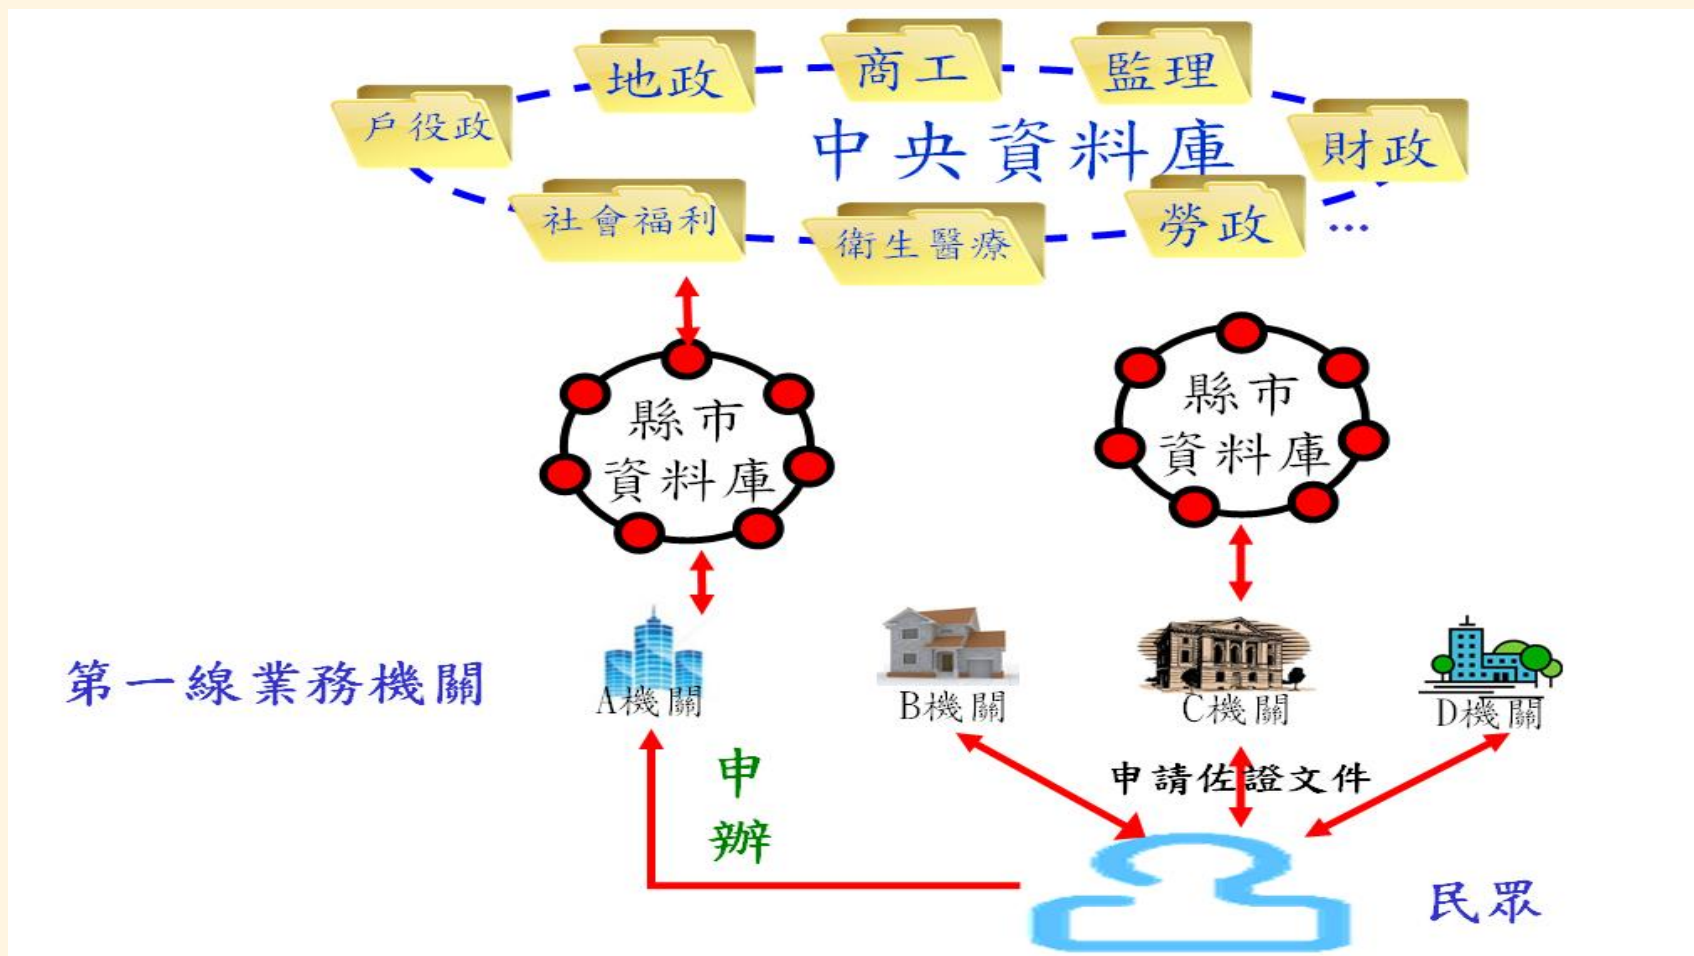 地政
商工
監理
戶役政
中央資料庫
財政
社會福利
衛生醫療
勞政
...
縣市
資料庫
縣市
資料庫
第一線業務機關
A機關
B機關
C機關
D機關
申
辦
申請佐證文件
民眾